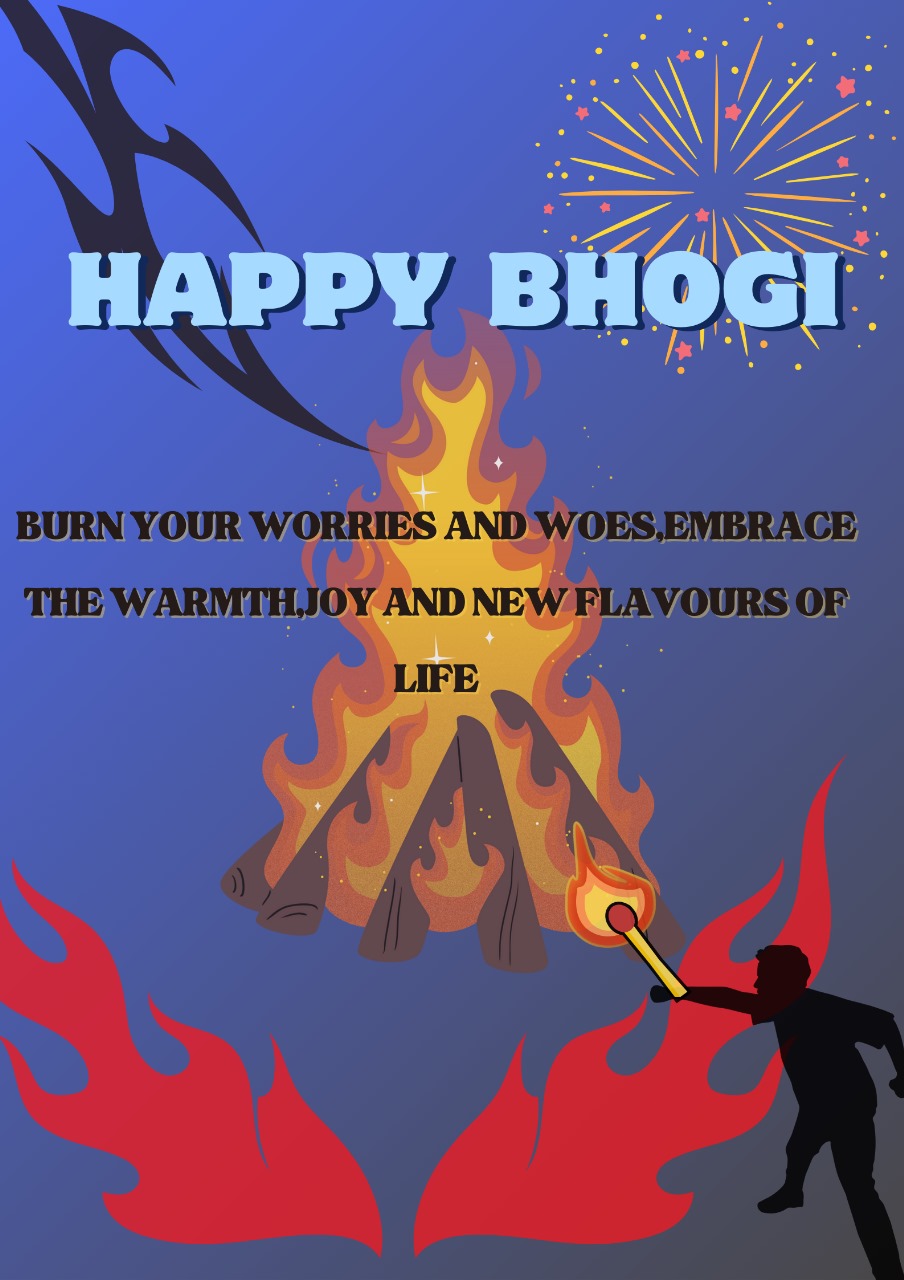 HAPPY BHOGI
BURN YOUR WORRIES AND WOES,EMBRACE
THE WARMTH,JOY AND NEW FLAVOURS OF
LIFE